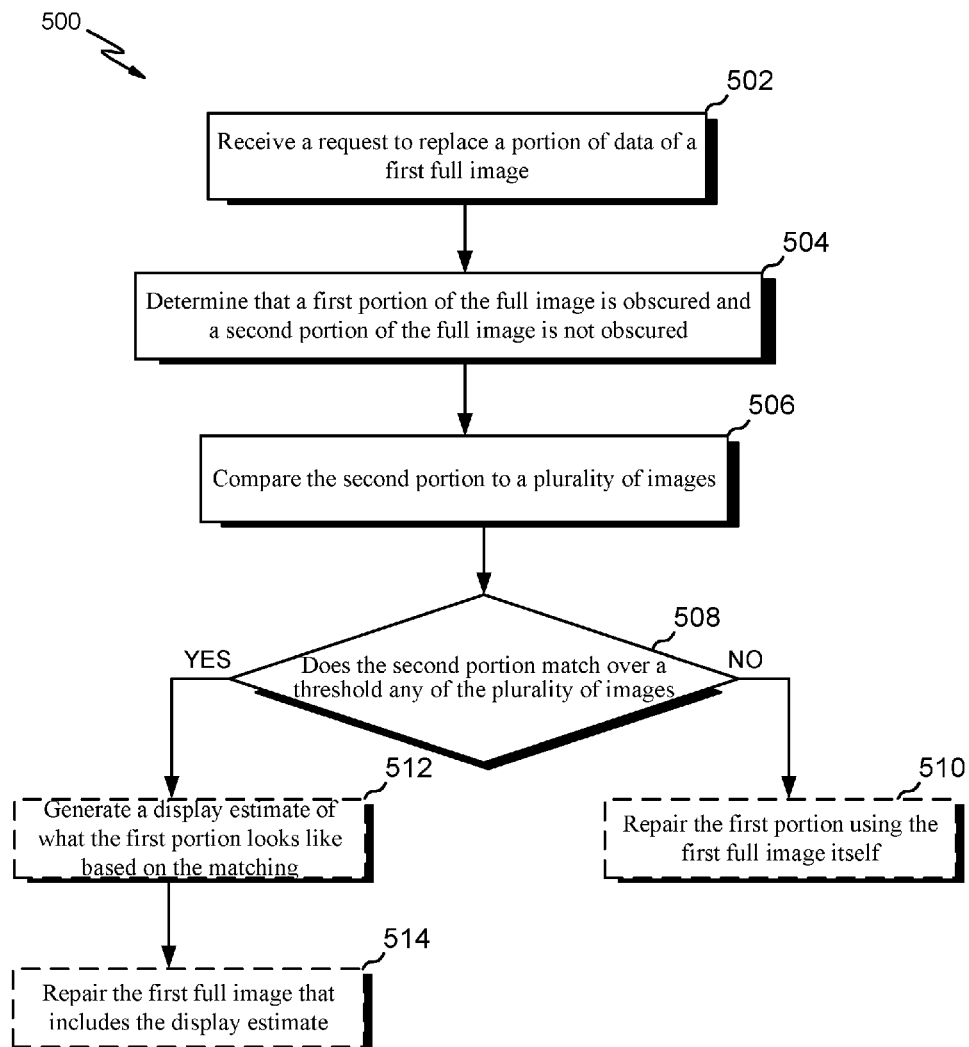 500
502
Receive a request to replace a portion of data of a
first full image
504
Determine that a first portion of the full image is obscured and
a second portion of the full image is not obscured
506
Compare the second portion to a plurality of images
508
YES
NO
Does the second portion match over a
threshold any of the plurality of images
512
Generate a display estimate of
what the first portion looks like
based on the matching
510
Repair the first portion using the
first full image itself
514
Repair the first full image that
includes the display estimate